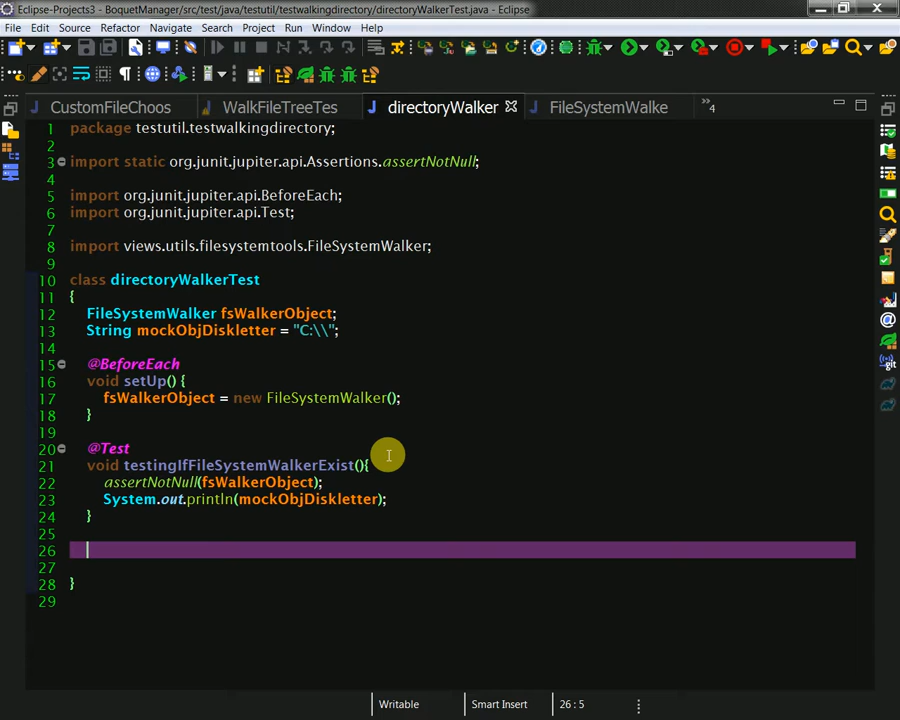 Eclipse-Projects3 - BoquetManager/src/test/java/testutil/testwalkingdirectory/directoryWalkerTest.java - Eclipse
File Edit Source Refactor Navigate Search Project Run Window Help
CustomFileChoos WalkFileTreeTes directoryWalker FileSystemWalke »4
1 package testutil.testwalkingdirectory;
2
3 import static org.junit.jupiter.api.Assertions.assertNotNull;
4
5 import org.junit.jupiter.api.BeforeEach;
6 import org.junit.jupiter.api.Test;
7
8 import views.utils.filesystemtools.FileSystemWalker;
9
10 class directoryWalkerTest
11 {
12 FileSystemWalker fsWalkerObject;
13 String mockObjDiskletter = "C:\\";
14
15 @BeforeEach
16 void setUp() {
17 fsWalkerObject = new FileSystemWalker();
18 }
19
20 @Test
21 void testingIfFileSystemWalkerExist(){
22 assertNotNull(fsWalkerObject);
23 System.out.println(mockObjDiskletter);
24 }
25
26
27
28 }
29
Writable Smart Insert 26 : 5